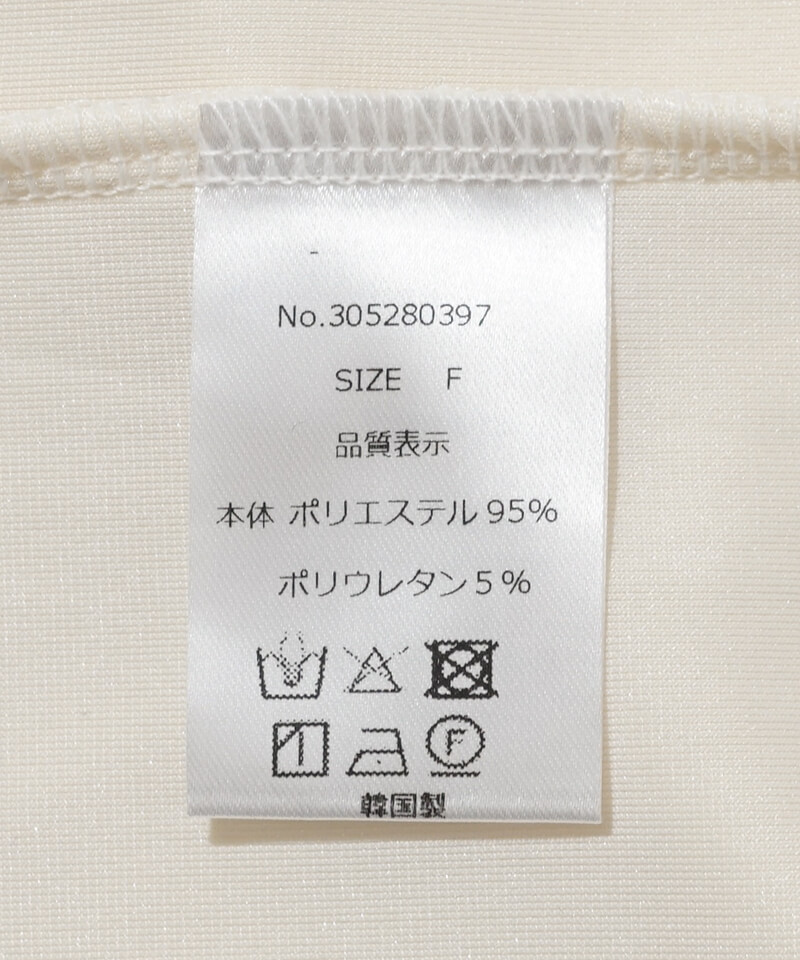 -
No.305280397
SIZE F
品質表示
本体 ポリエステル 95%
ポリウレタン 5 %
F
韓国製